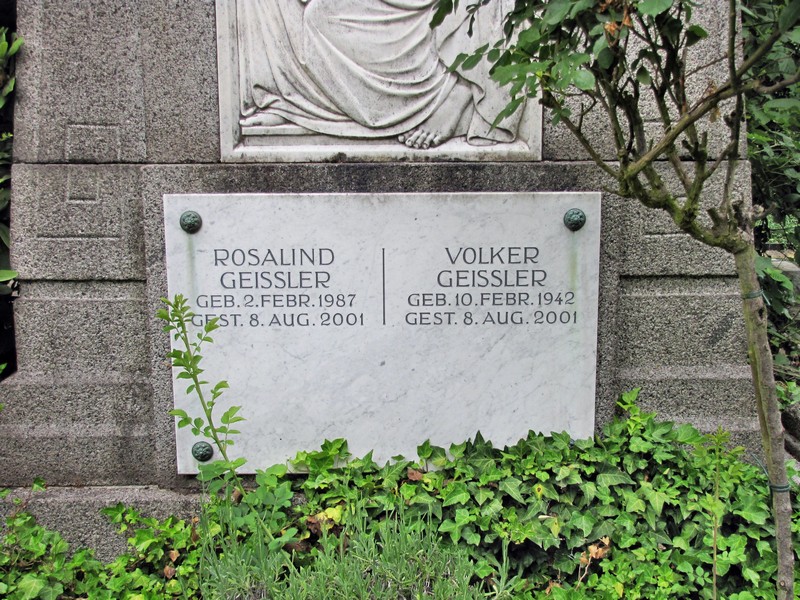 ROSALIND
GEISSLER
GEB. 2. FEBR. 1987
GEST. 8. AUG. 2001
VOLKER
GEISSLER
GEB. 10. FEBR. 1942
GEST. 8. AUG. 2001